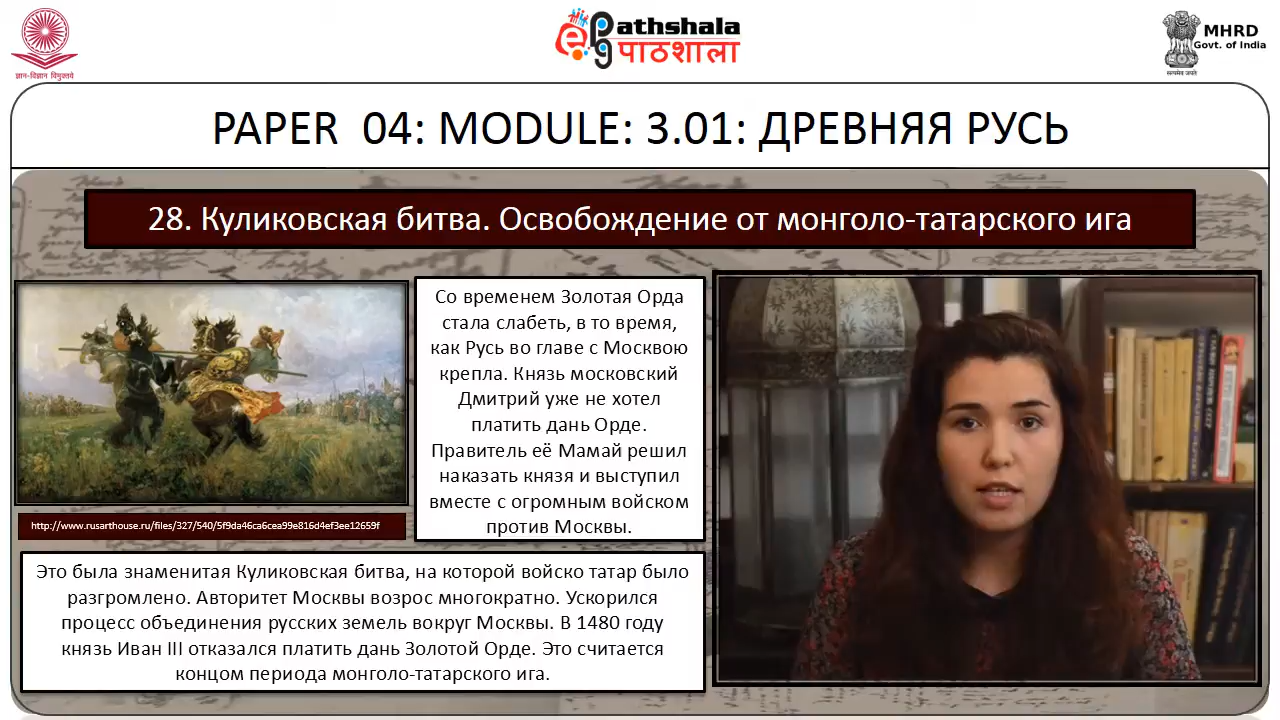 ज्ञान-विज्ञान विमुक्तये
ePathshala
पाठशाला
MHRD
Govt. of India
सत्यमेव जयते
PAPER 04: MODULE: 3.01: ДРЕВНЯЯ РУСЬ
28. Куликовская битва. Освобождение от монголо-татарского ига
Со временем Золотая Орда
стала слабеть, в то время,
как Русь во главе с Москвою
крепла. Князь московский
Дмитрий уже не хотел
платить дань Орде.
Правитель её Мамай решил
наказать князя и выступил
вместе с огромным войском
против Москвы.
http://www.rusarthouse.ru/files/327/540/5f9da46ca6cea99e816d4ef3ee12659f
Это была знаменитая Куликовская битва, на которой войско татар было
разгромлено. Авторитет Москвы возрос многократно. Ускорился
процесс объединения русских земель вокруг Москвы. В 1480 году
князь Иван III отказался платить дань Золотой Орде. Это считается
концом периода монголо-татарского ига.